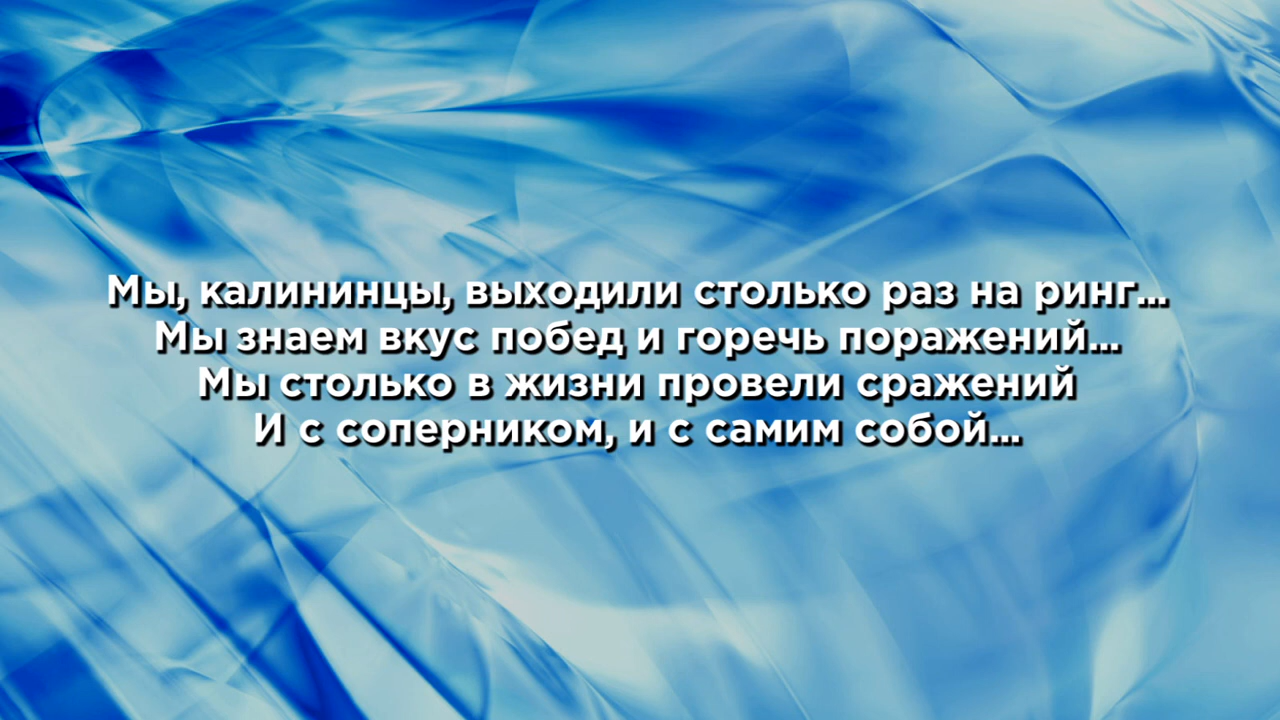 Мы, калининцы, выходили столько раз на ринг...
Мы знаем вкус побед и горечь поражений...
Мы столько в жизни провели сражений
И с соперником, и с самим собой...